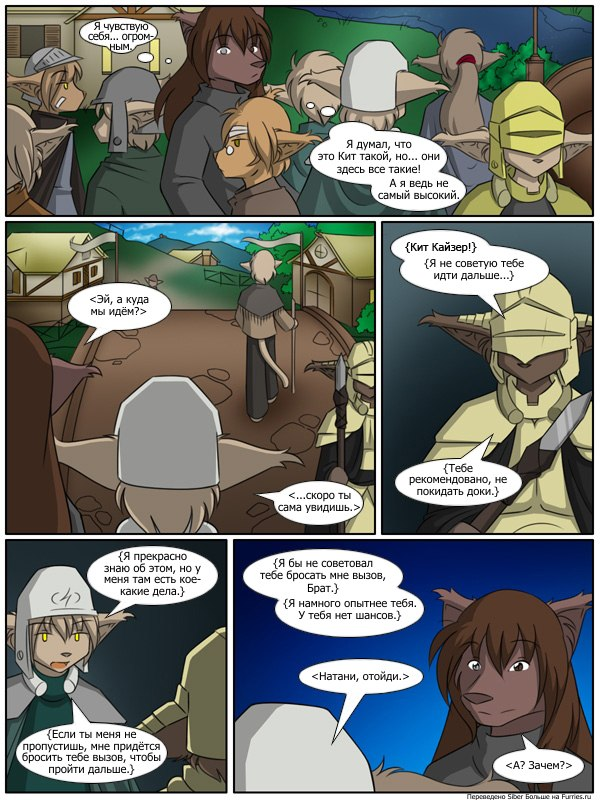 Я чувствую
себя... огром-
ным.
Я думал, что
это Кит такой, но... они
здесь все такие!
А я ведь не
самый высокий.
<Эй, а куда
мы идём?>
<...скоро ты
сама увидишь.>
{Кит Кайзер!}
{Я не советую тебе
идти дальше...}
{Тебе
рекомендовано, не
покидать доки.}
{Я прекрасно
знаю об этом, но у
меня там есть кое-
какие дела.}
{Если ты меня не
пропустишь, мне придётся
бросить тебе вызов, чтобы
пройти дальше.}
{Я бы не советовал
тебе бросать мне вызов,
Брат.}
{Я намного опытнее тебя.
У тебя нет шансов.}
<Натани, отойди.>
<А? Зачем?>
Переведено Siber Больше на Furries.ru